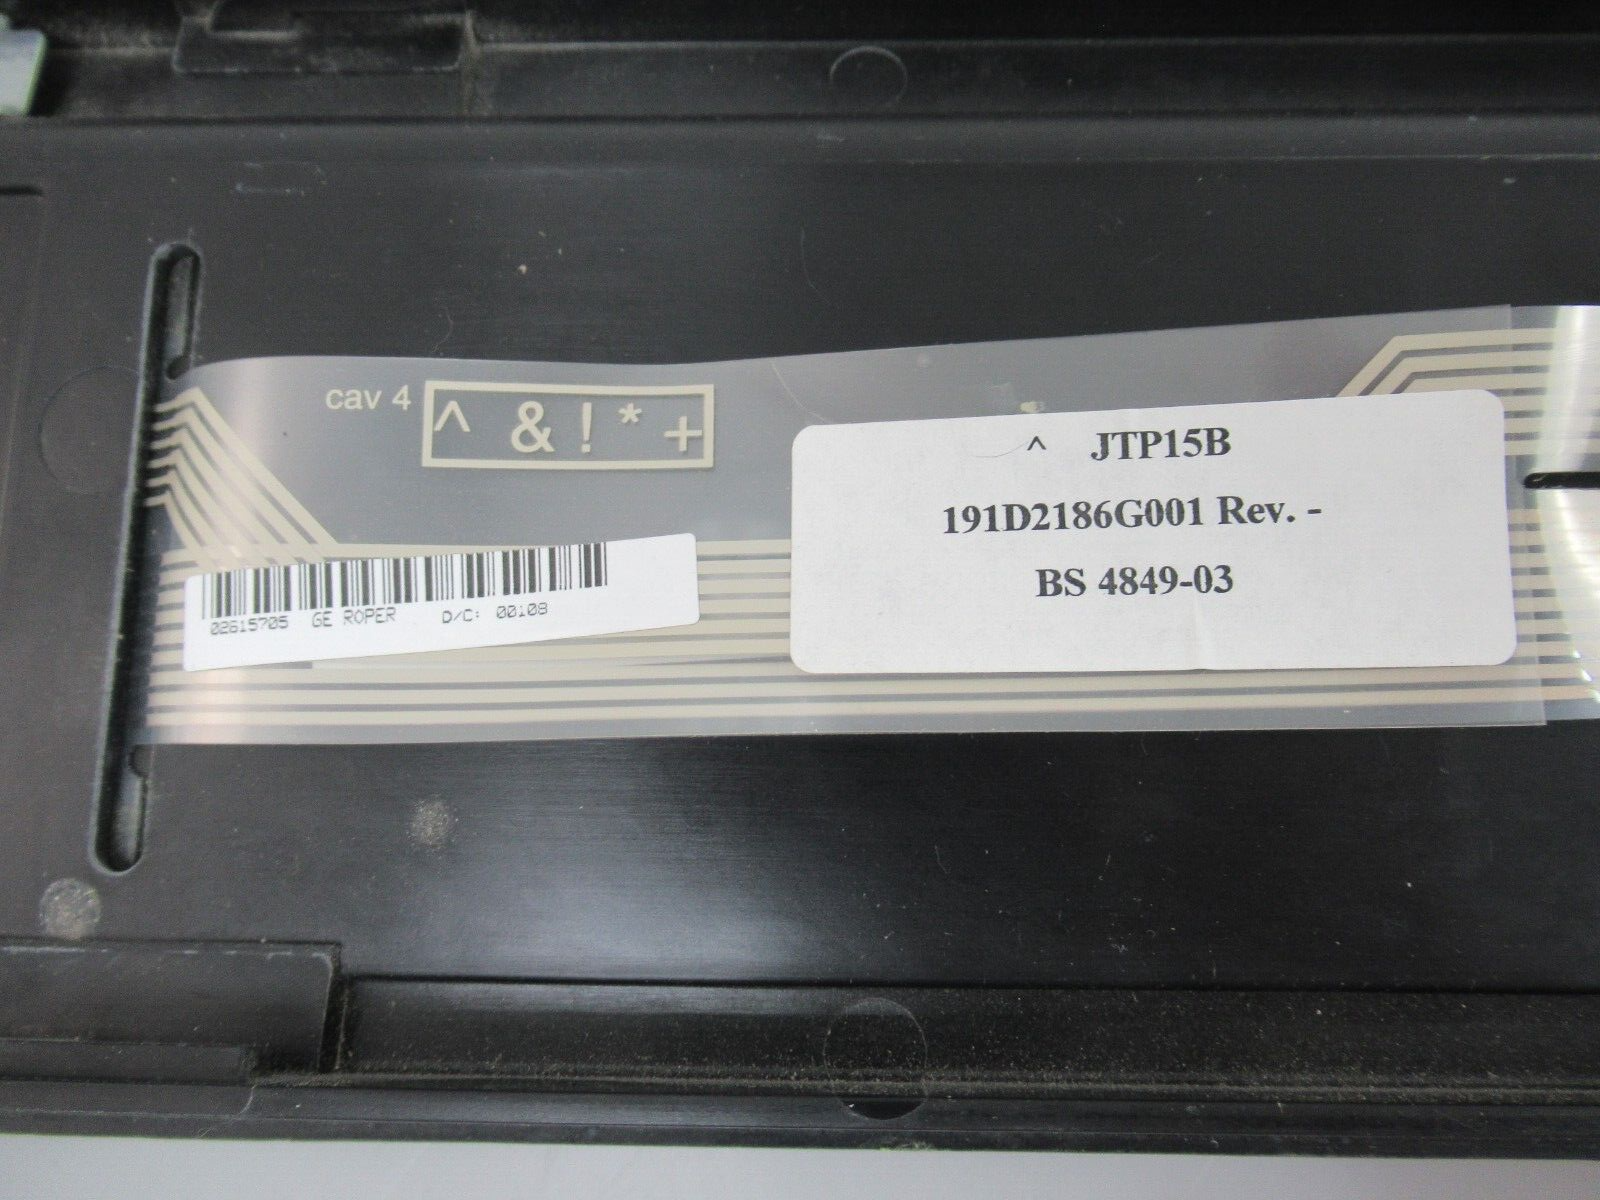 cav 4 ^ & ! * +
^ JTP15B
191D2186G001 Rev. -
BS 4849-03
02615705 GE ROPER D/C: 00108